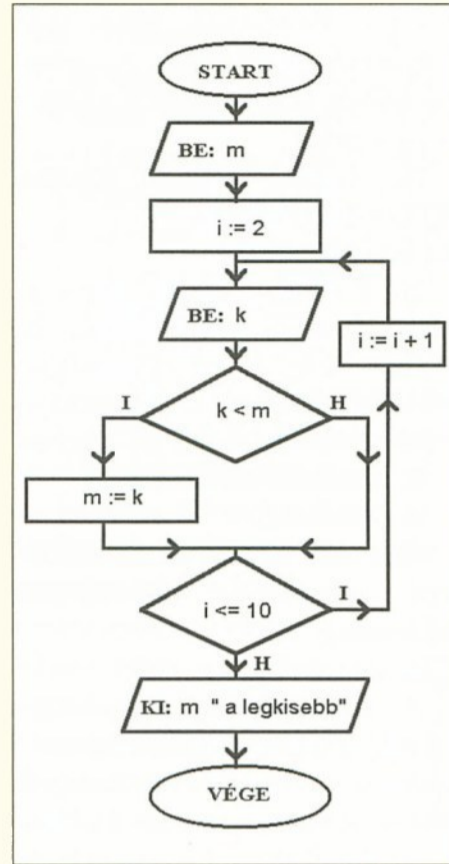 START
BE: m
i := 2
BE: k
i := i + 1
I
k < m
H
m := k
i <= 10
I
H
KI: m " a legkisebb"
VÉGE